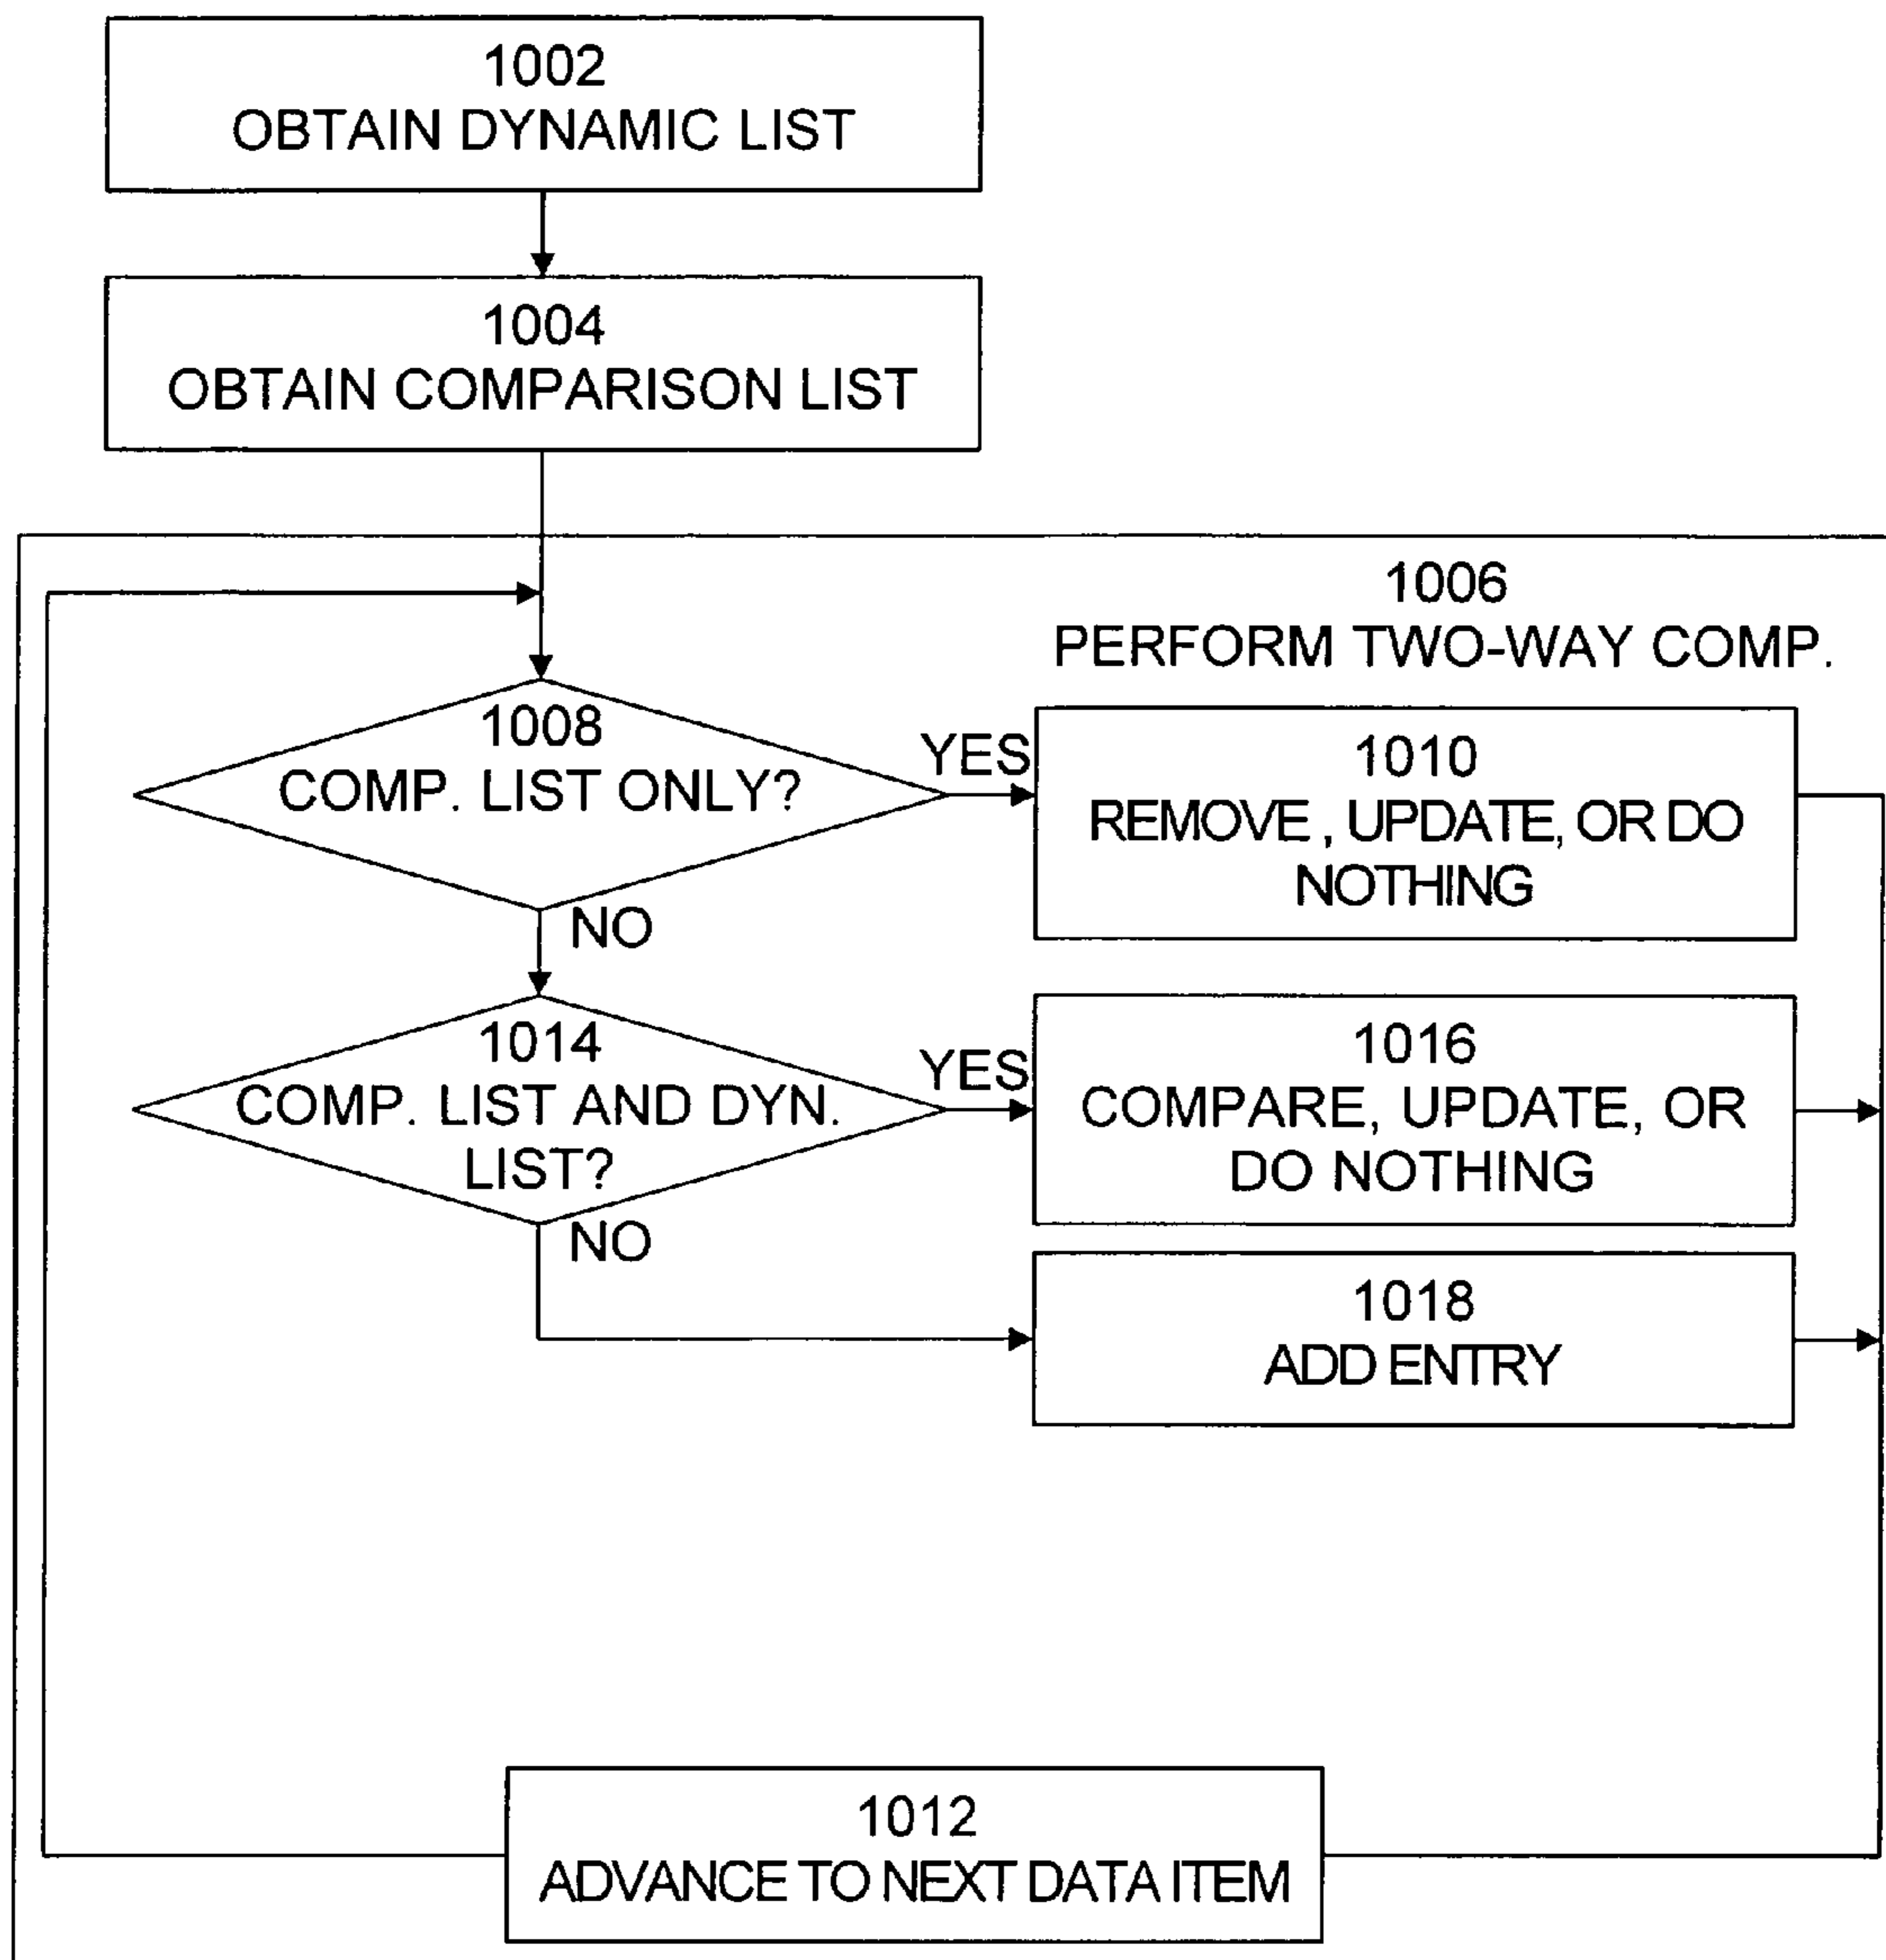 1002
OBTAIN DYNAMIC LIST
1004
OBTAIN COMPARISON LIST
1006
PERFORM TWO-WAY COMP.
1008
COMP. LIST ONLY?
YES
1010
REMOVE, UPDATE, OR DO
NOTHING
NO
1014
COMP. LIST AND DYN.
LIST?
YES
1016
COMPARE, UPDATE, OR
DO NOTHING
NO
1018
ADD ENTRY
1012
ADVANCE TO NEXT DATA ITEM